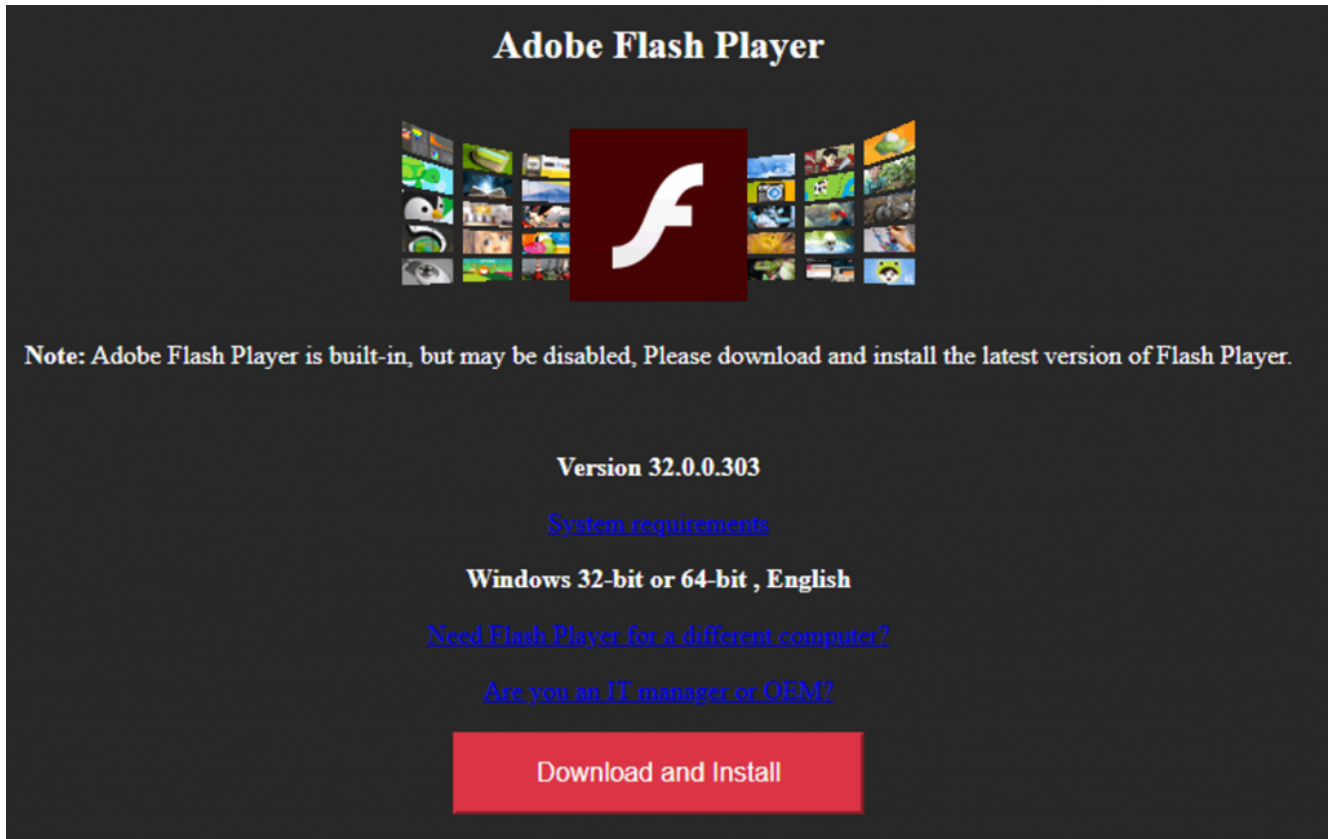 Adobe Flash Player
Note: Adobe Flash Player is built-in, but may be disabled, Please download and install the latest version of Flash Player.
Version 32.0.0.303
System requirements
Windows 32-bit or 64-bit , English
Need Flash Player for a different computer?
Are you an IT manager or OEM?
Download and Install